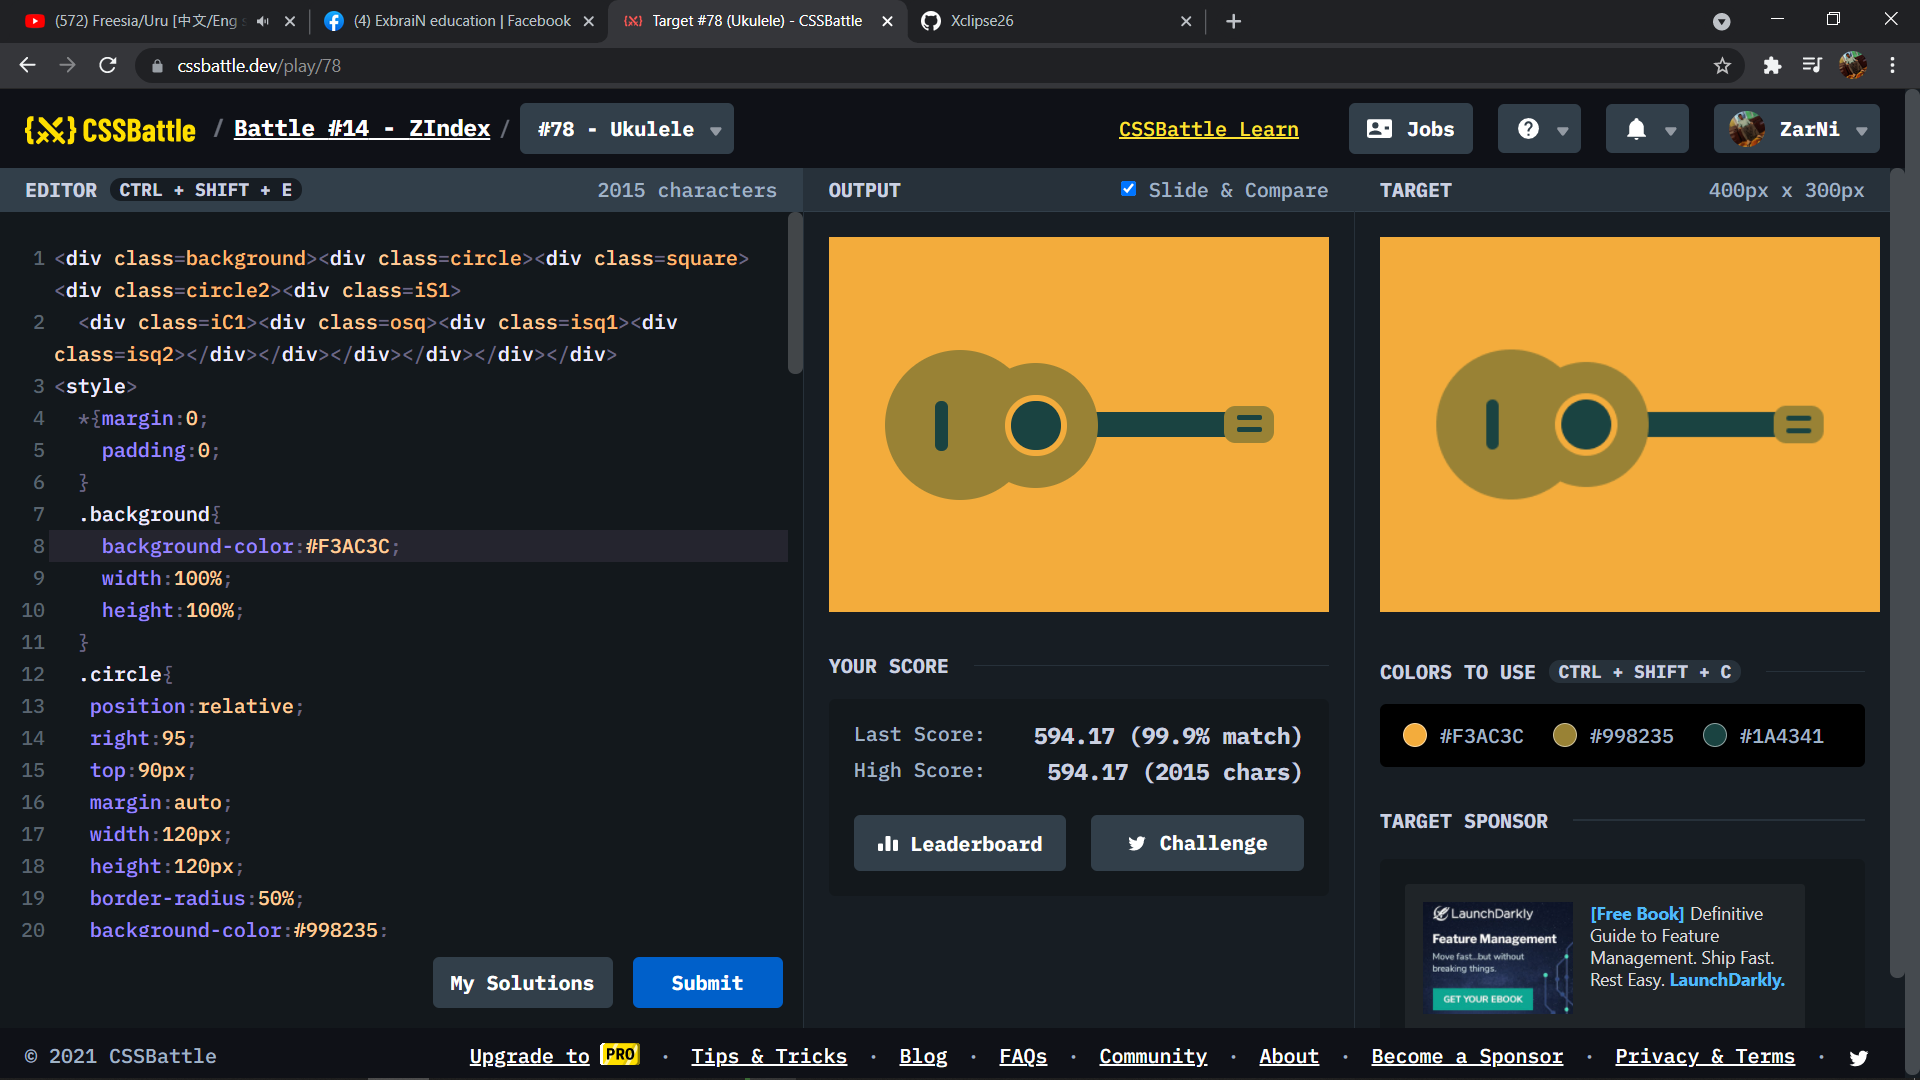 (572) Freesia/Uru [中文/Eng s
(4) ExbraiN education | Facebook
Target #78 (Ukulele) - CSSBattle
Xclipse26
cssbattle.dev/play/78
{X} CSSBattle / Battle #14 - ZIndex / #78 - Ukulele
CSSBattle Learn
Jobs
ZarNi
EDITOR CTRL + SHIFT + E 2015 characters
1 <div class=background><div class=circle><div class=square>
<div class=circle2><div class=iS1>
2 <div class=iC1><div class=osq><div class=isq1><div
class=isq2></div></div></div></div></div></div>
3 <style>
4 *{margin:0;
5 padding:0;
6 }
7 .background{
8 background-color:#F3AC3C;
9 width:100%;
10 height:100%;
11 }
12 .circle{
13 position:relative;
14 right:95;
15 top:90px;
16 margin:auto;
17 width:120px;
18 height:120px;
19 border-radius:50%;
20 background-color:#998235;
My Solutions
Submit
OUTPUT
Slide & Compare
YOUR SCORE
Last Score: 594.17 (99.9% match)
High Score: 594.17 (2015 chars)
Leaderboard
Challenge
TARGET 400px x 300px
COLORS TO USE CTRL + SHIFT + C
#F3AC3C #998235 #1A4341
TARGET SPONSOR
LaunchDarkly
Feature Management
Move fast...but without
breaking things.
GET YOUR EBOOK
[Free Book] Definitive
Guide to Feature
Management. Ship Fast.
Rest Easy. LaunchDarkly.
© 2021 CSSBattle
Upgrade to PRO · Tips & Tricks · Blog · FAQs · Community · About · Become a Sponsor · Privacy & Terms ·